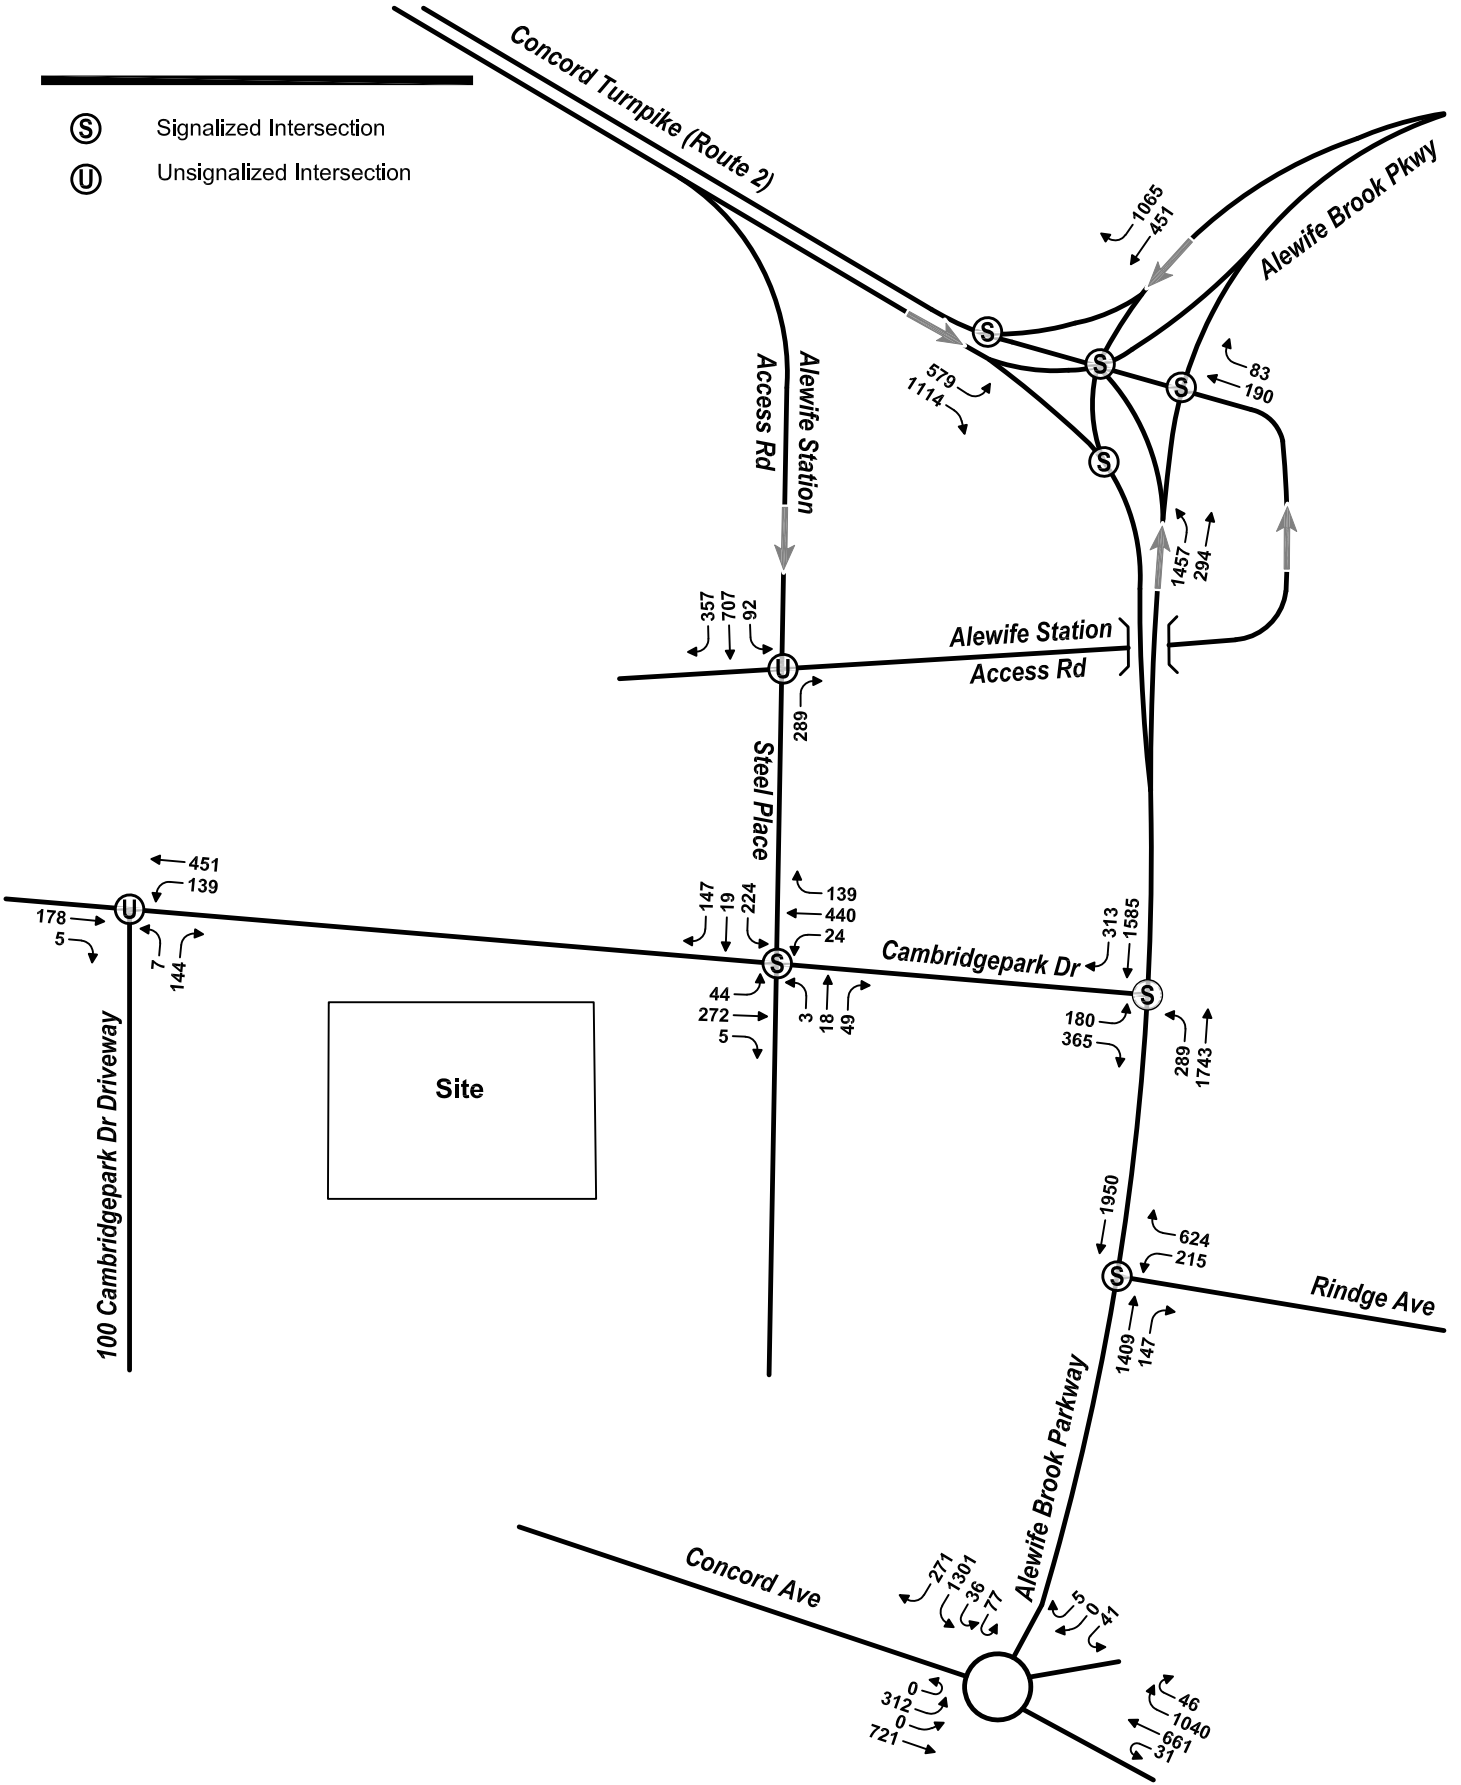 Concord Turnpike (Route 2)
S Signalized Intersection
U Unsignalized Intersection
Alewife Brook Pkwy
1065
451
S
S
S
S
83
190
579
1114
Alewife Station
Access Rd
1457
294
357
707
92
U
289
Alewife Station
Access Rd
Steel Place
451
139
U
178
5
7
144
147
19
224
139
440
24
S
44
272
5
3
18
49
Cambridgepark Dr
313
1585
S
180
365
289
1743
Site
100 Cambridgepark Dr Driveway
1950
624
215
S
Rindge Ave
1409
147
Alewife Brook Parkway
Concord Ave
271
1301
36
77
5
0
41
0
312
0
721
46
1040
661
31